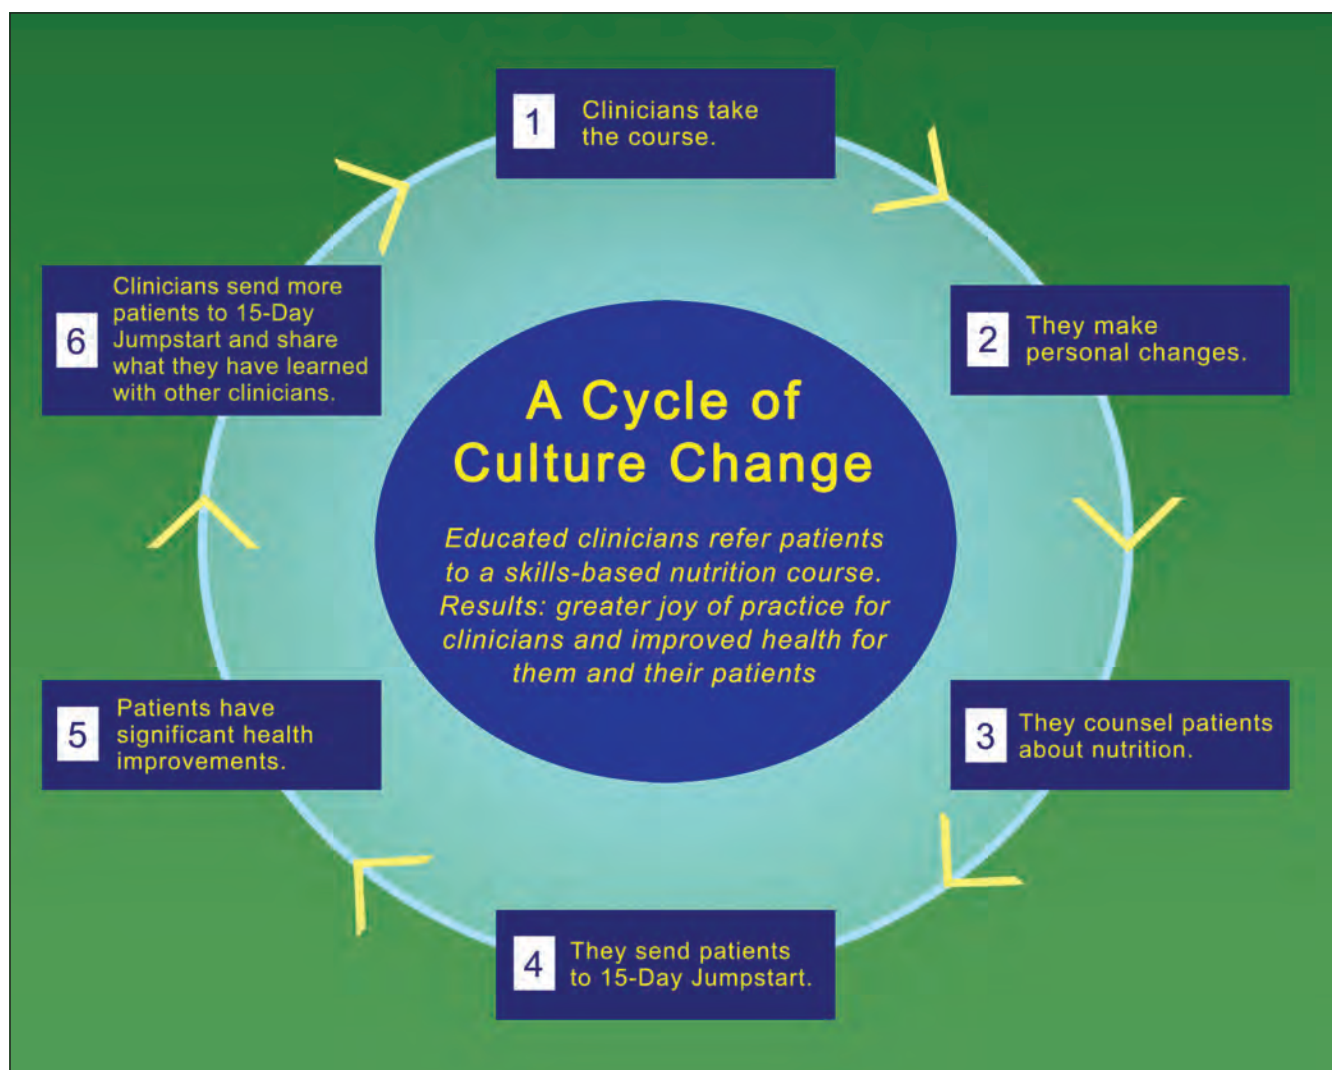 1
Clinicians take
the course.
2
They make
personal changes.
3
They counsel patients
about nutrition.
4
They send patients
to 15-Day Jumpstart.
5
Patients have
significant health
improvements.
6
Clinicians send more
patients to 15-Day
Jumpstart and share
what they have learned
with other clinicians.
A Cycle of
Culture Change
Educated clinicians refer patients
to a skills-based nutrition course.
Results: greater joy of practice for
clinicians and improved health for
them and their patients